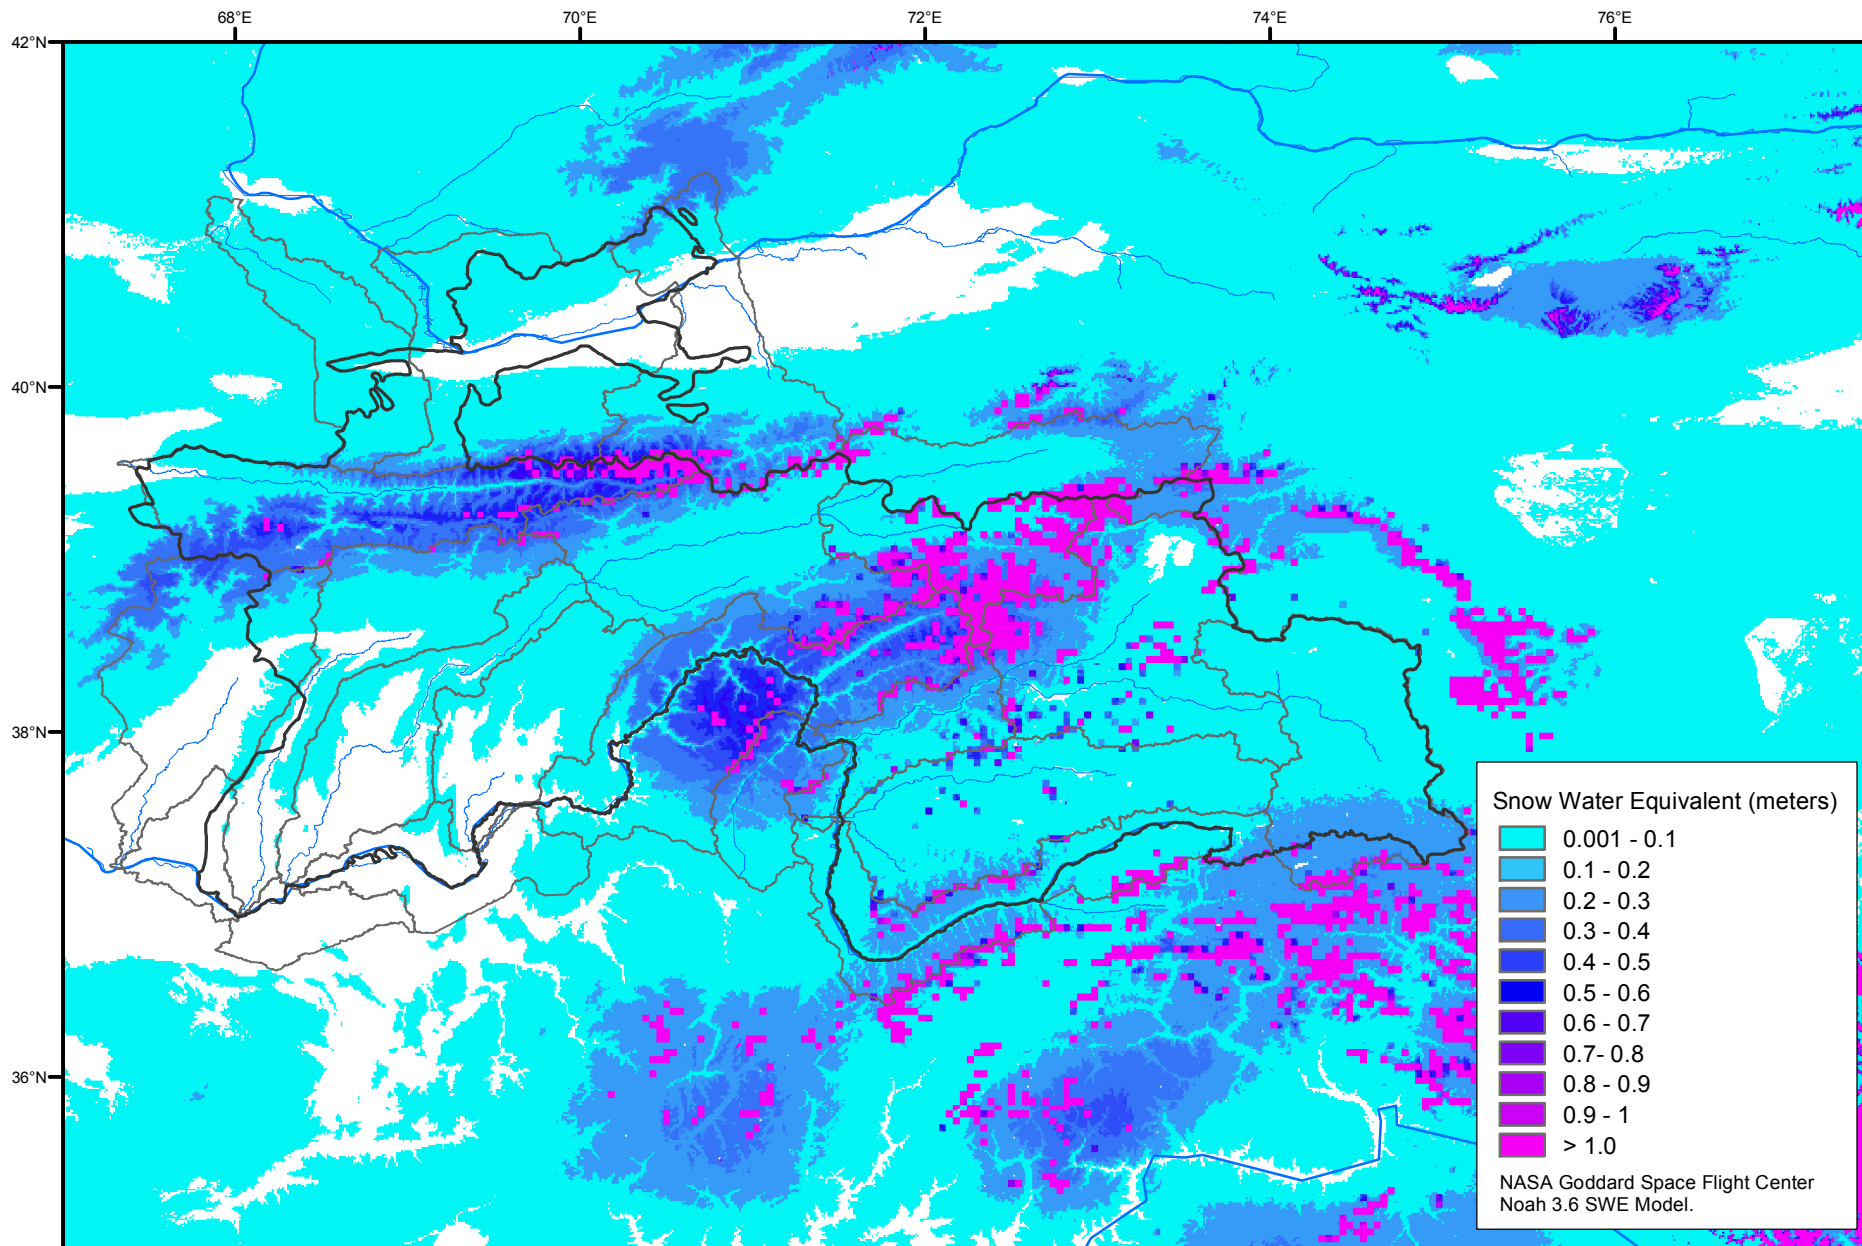 68°E
70°E
72°E
74°E
76°E
42°N
40°N
38°N
36°N
Snow Water Equivalent (meters)
0.001 - 0.1
0.1 - 0.2
0.2 - 0.3
0.3 - 0.4
0.4 - 0.5
0.5 - 0.6
0.6 - 0.7
0.7- 0.8
0.8 - 0.9
0.9 - 1
> 1.0
NASA Goddard Space Flight Center
Noah 3.6 SWE Model.